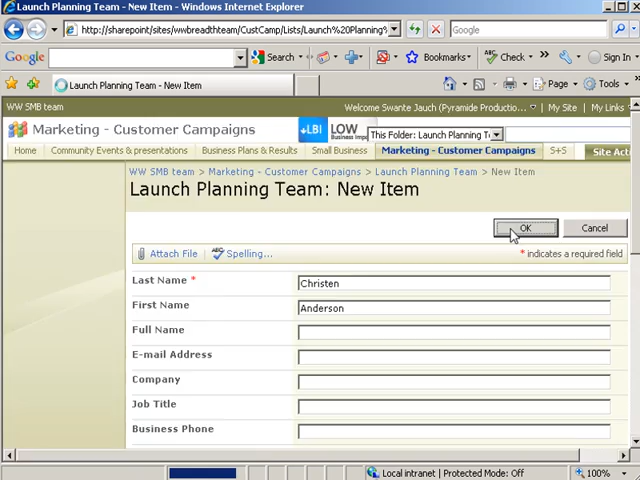 Launch Planning Team - New Item - Windows Internet Explorer
http://sharepoint/sites/wwbreadthteam/CustCamp/Lists/Launch%20Planning%
Google
Google Search Bookmarks Check Sign In
Launch Planning Team - New Item Page Tools
WW SMB team Welcome Swante Jauch (Pyramide Productio... My Site My Links
Marketing - Customer Campaigns LBI LOW Business Impact This Folder: Launch Planning T
Home Community Events & presentations Business Plans & Results Small Business Marketing - Customer Campaigns S+S Site Act
WW SMB team > Marketing - Customer Campaigns > Launch Planning Team > New Item
Launch Planning Team: New Item
OK Cancel
Attach File Spelling... * indicates a required field
Last Name * Christen
First Name Anderson
Full Name
E-mail Address
Company
Job Title
Business Phone
Local intranet | Protected Mode: Off 100%